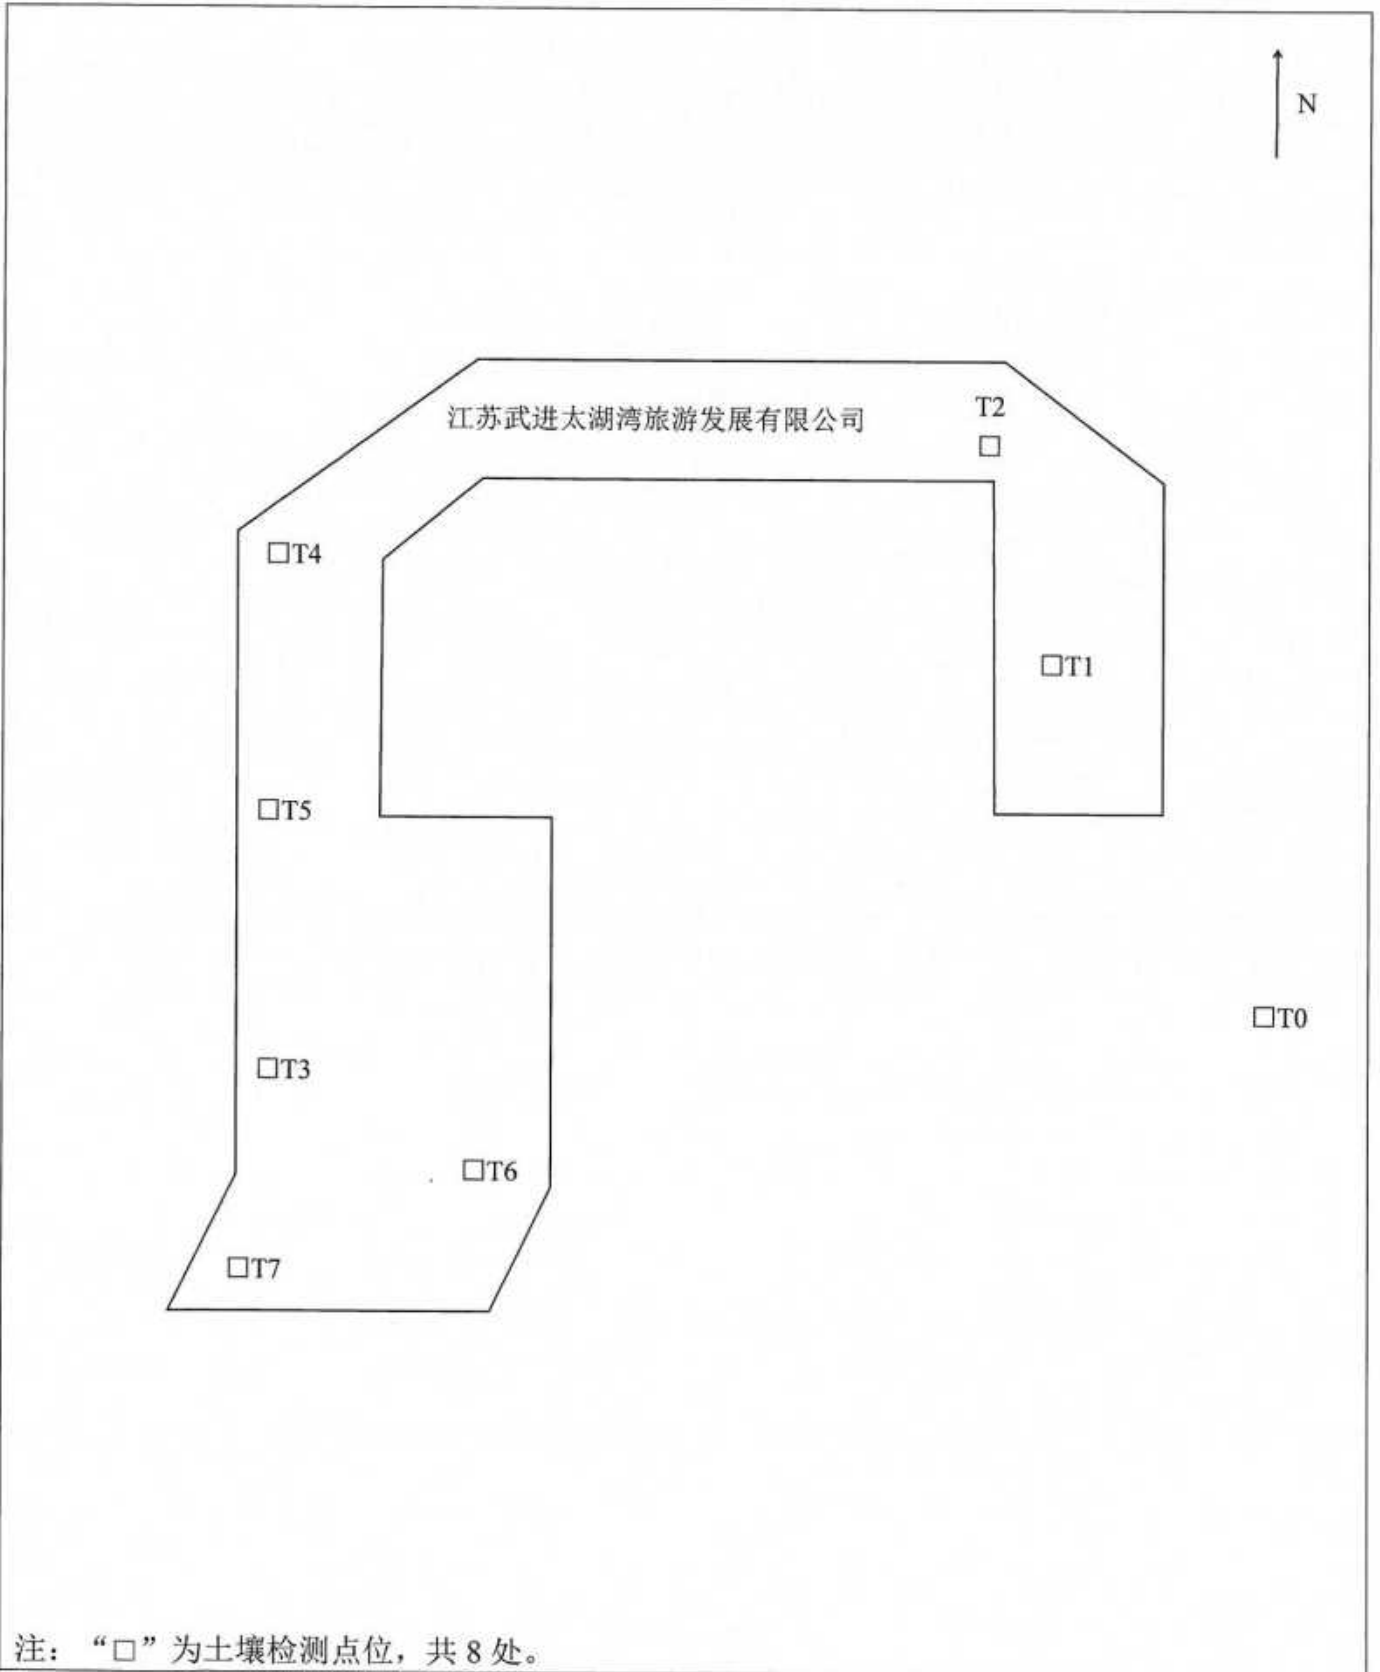 N
江苏武进太湖湾旅游发展有限公司
T2
□
□T4
□T1
□T5
□T0
□T3
□T6
□T7
注：“□”为土壤检测点位，共 8 处。